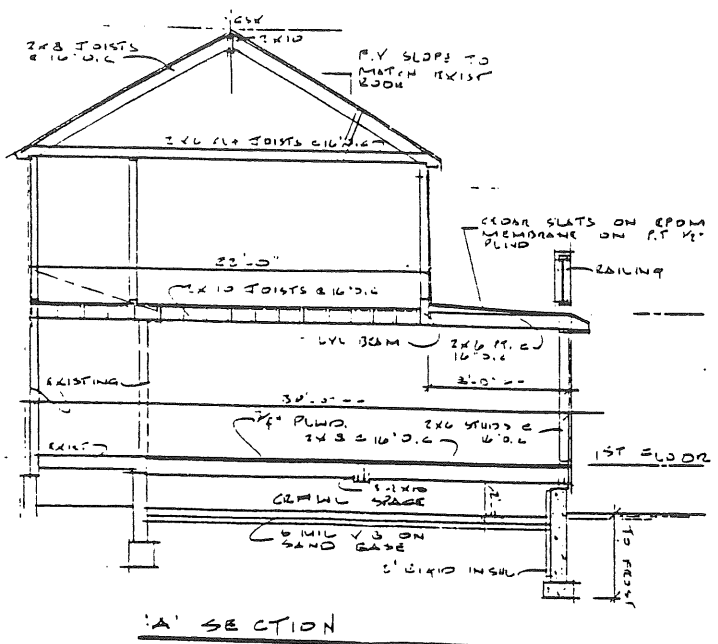 2X10
2X8 JOISTS
@ 16" O.C
P.V SLOPE TO
MATCH EXIST
ROOM
2X6 CLG JOISTS @ 16" O.C
CEDAR SLATS ON EPDM
MEMBRANE ON P.T 1/2"
PLWD
RAILING
22'-0"
2X10 JOISTS @ 16" O.C
LVL BEAM
2X6 P.T. @
16" O.C
EXISTING
8'-0"
30'-0"
3/4" PLWD.
2X8 @ 16" O.C
2X6 STUDS @
16" O.C
EXIST
1ST FLOOR
3-2X10
CRAWL SPACE
6 MIL V B ON
SAND BASE
2" RIGID INSUL
TO FROST
'A' SECTION